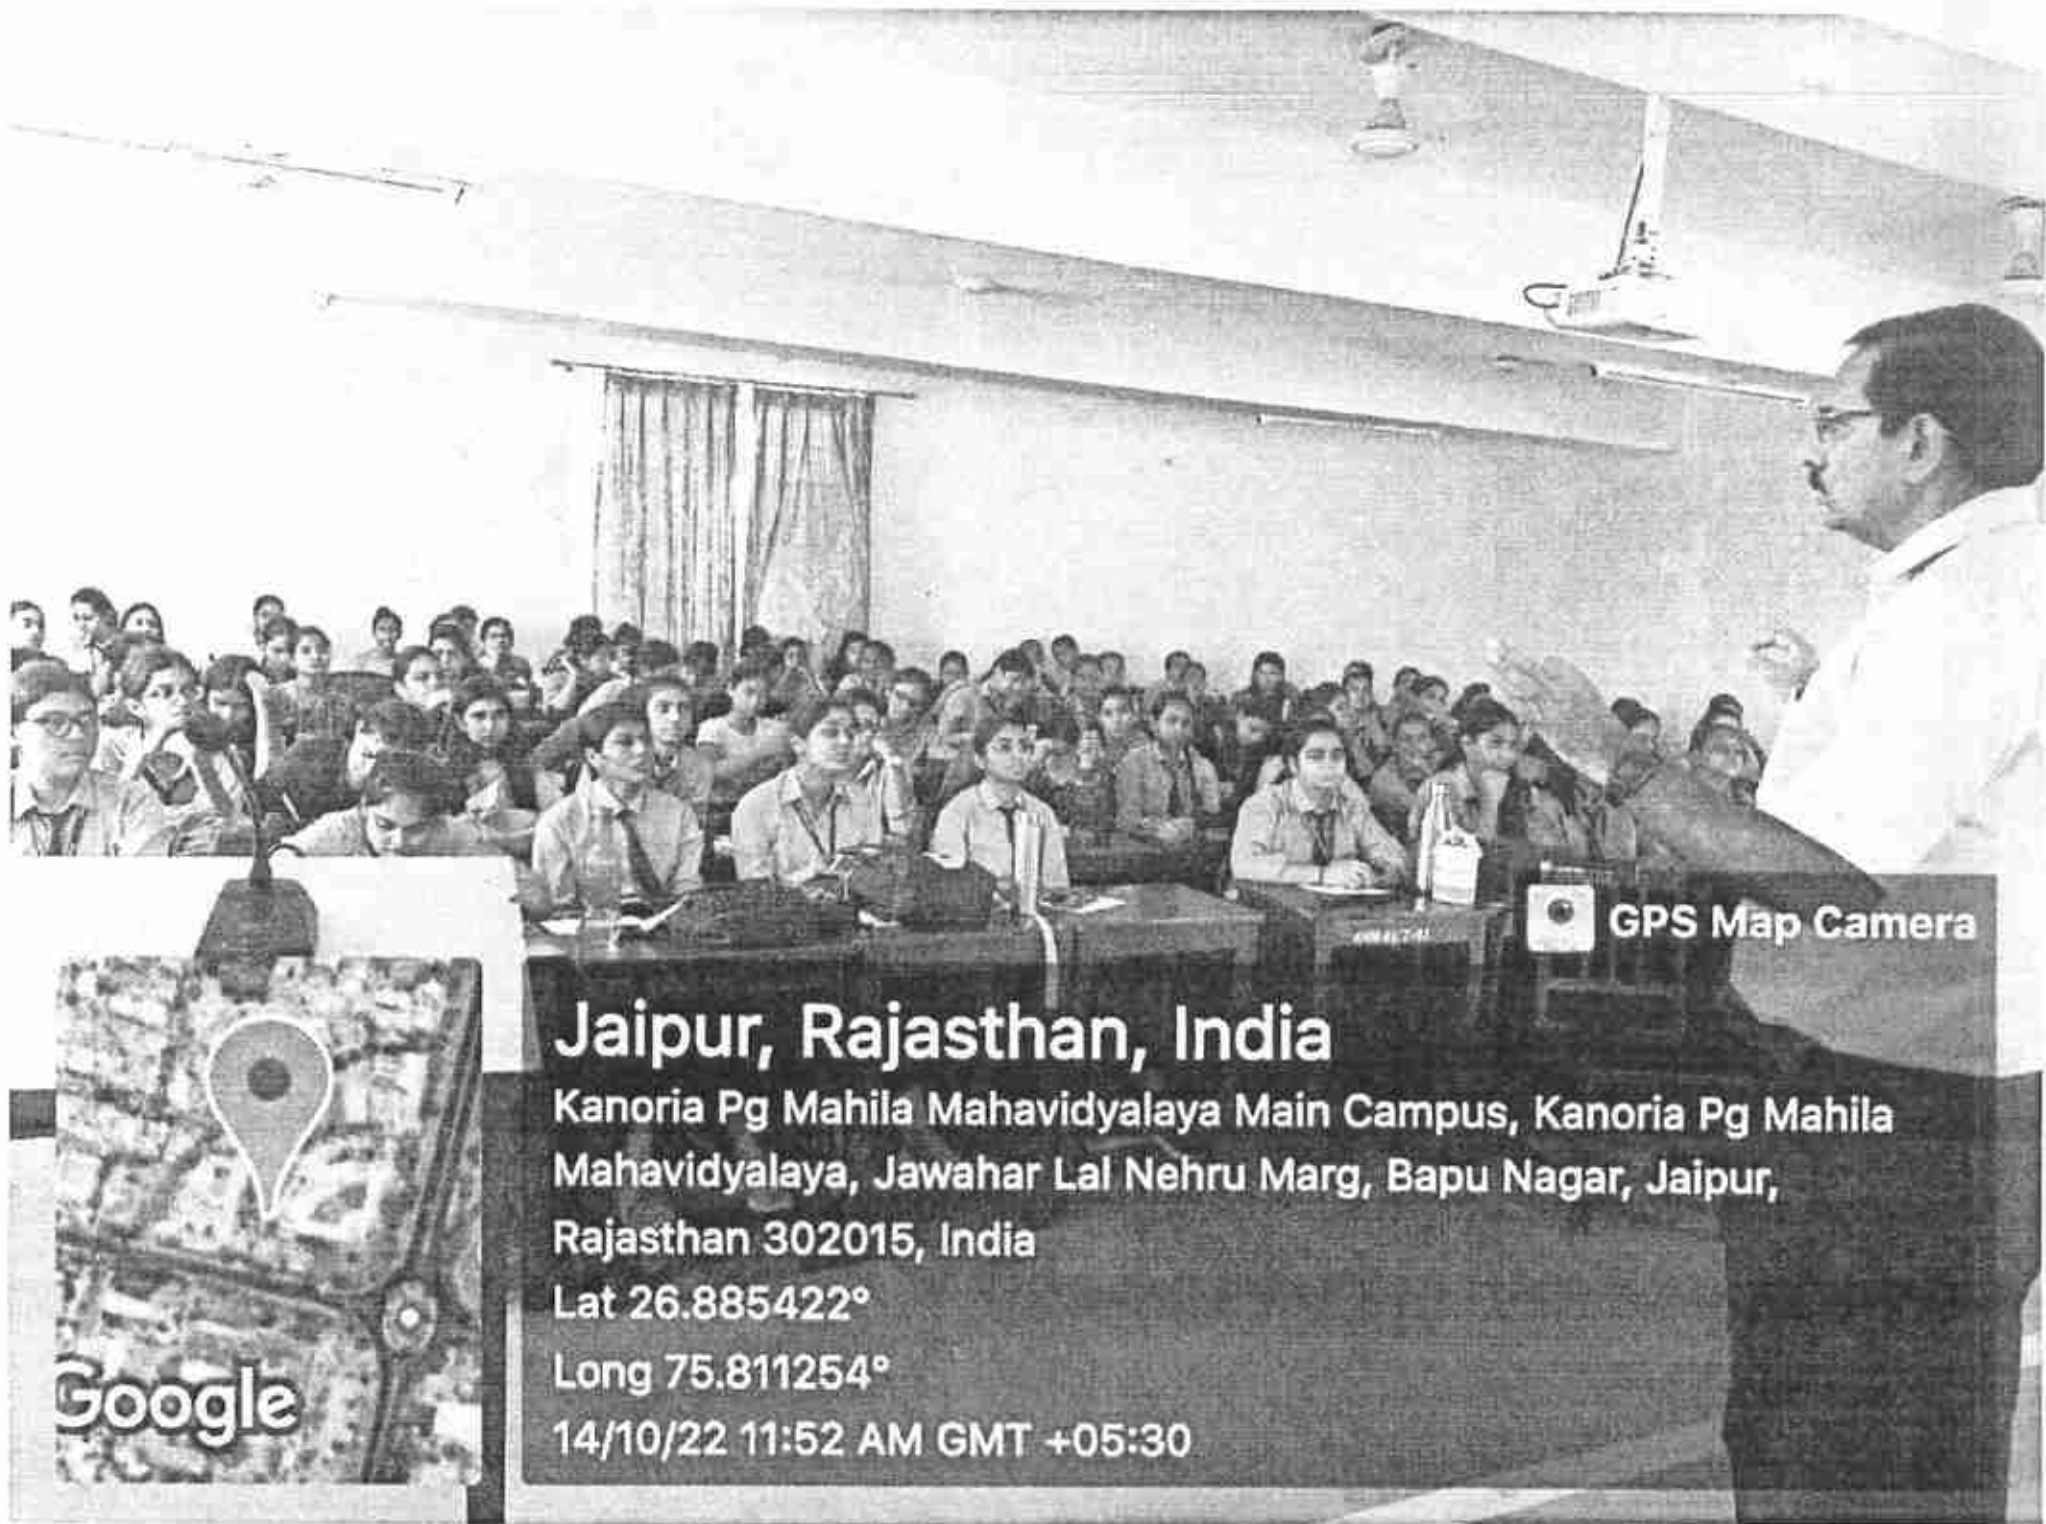 GPS Map Camera
Jaipur, Rajasthan, India
Kanoria Pg Mahila Mahavidyalaya Main Campus, Kanoria Pg Mahila
Mahavidyalaya, Jawahar Lal Nehru Marg, Bapu Nagar, Jaipur,
Rajasthan 302015, India
Lat 26.885422°
Long 75.811254°
14/10/22 11:52 AM GMT +05:30
Google